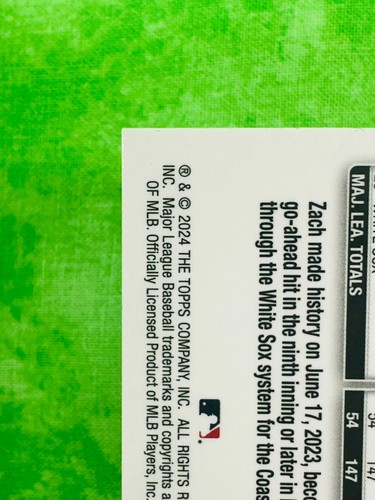 MAJ. LEA. TOTALS 54 147
Zach made history on June 17, 2023,
go-ahead hit in the ninth inning or later in
through the White Sox system for the
® & © 2024 THE TOPPS COMPANY, INC. ALL RIGHTS
INC. Major League Baseball trademarks and copyrights
OF MLB. Officially Licensed Product of MLB Players, Inc.